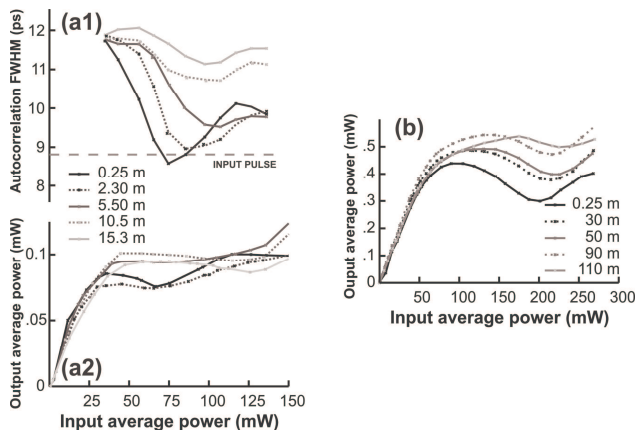 Autocorrelation FWHM (ps)
12
11
10
9
8
(a1)
INPUT PULSE
0.25 m
2.30 m
5.50 m
10.5 m
15.3 m
Output average power (mW)
0.1
0.05
0
(a2)
25
50
75
100
125
150
Input average power (mW)
(b)
Ouput average power (mW)
.5
.4
.3
.2
.1
0
0.25 m
30 m
50 m
90 m
110 m
50
100
150
200
250
300
Input average power (mW)